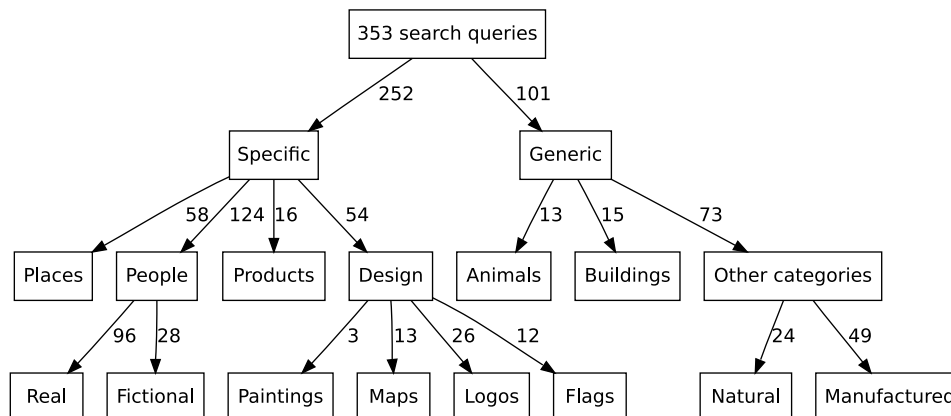 353 search queries
252
101
Specific
Generic
58
124
16
54
13
15
73
Places
People
Products
Design
Animals
Buildings
Other categories
96
28
3
13
26
12
24
49
Real
Fictional
Paintings
Maps
Logos
Flags
Natural
Manufactured